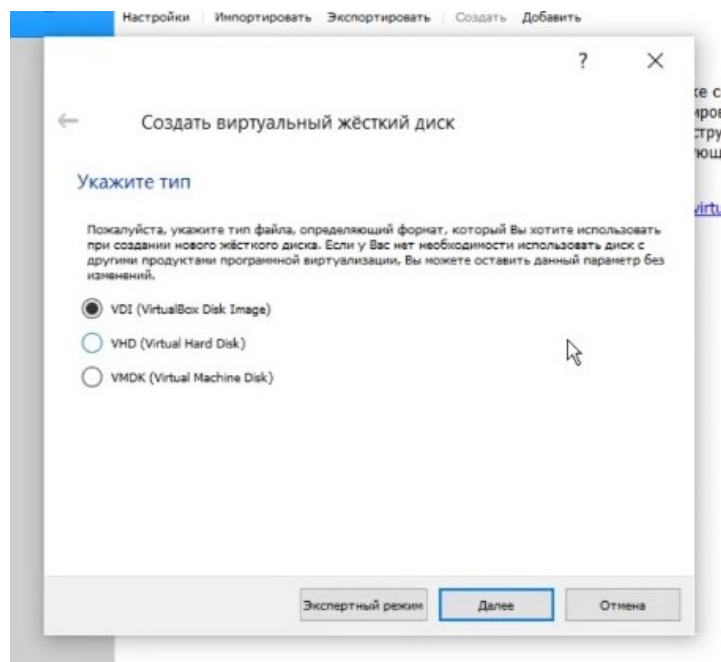 Настройки Импортировать Экспортировать Создать Добавить
?
Создать виртуальный жёсткий диск
Укажите тип
Пожалуйста, укажите тип файла, определяющий формат, который Вы хотите использовать
при создании нового жёсткого диска. Если у Вас нет необходимости использовать диск с
другими продуктами программной виртуализации, Вы можете оставить данный параметр без
изменений.
VDI (VirtualBox Disk Image)
VHD (Virtual Hard Disk)
VMDK (Virtual Machine Disk)
Экспертный режим Далее Отмена